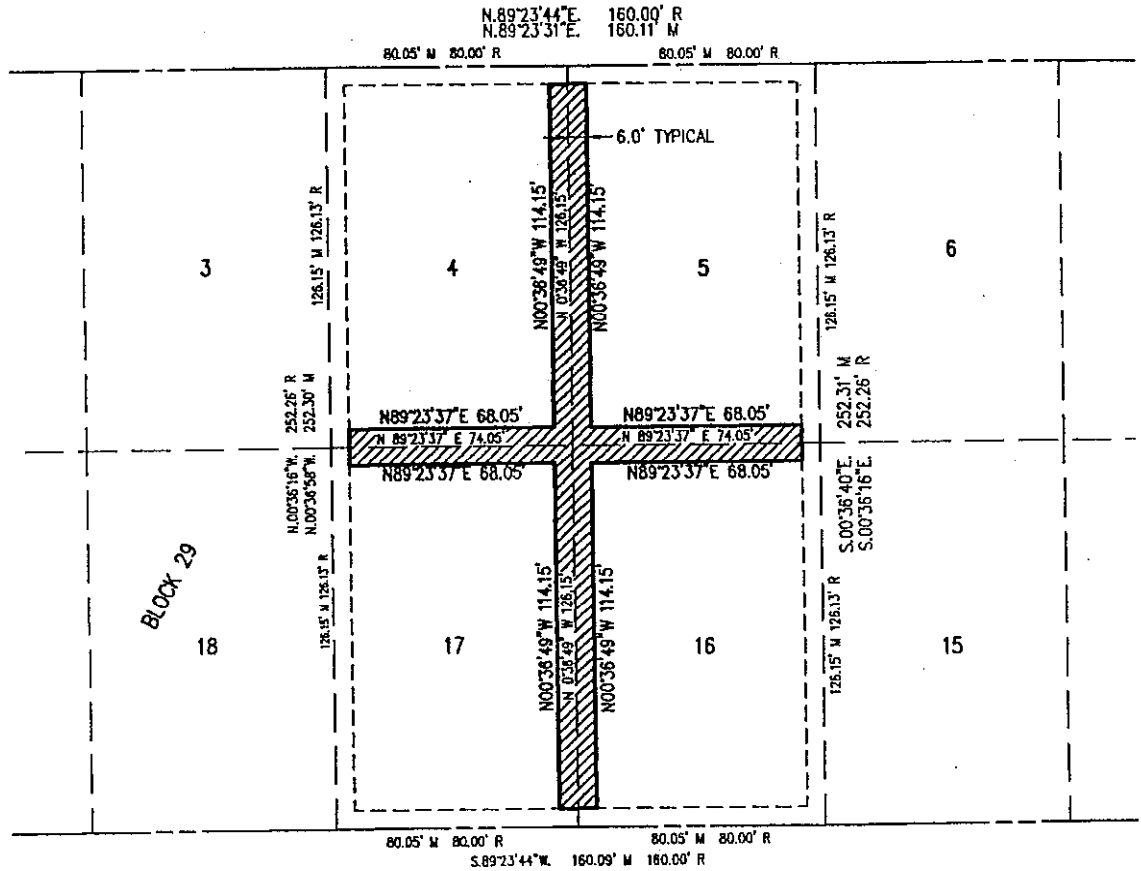 N.89°23'44"E. 160.00' R
N.89°23'31"E. 160.11' M
80.05' M 80.00' R
80.05' M 80.00' R
6.0' TYPICAL
126.15' M 126.13' R
N00°36'49"W 114.15'
N 0°36'49" W 126.15'
N00°36'49"W 114.15'
126.15' M 126.13' R
3
4
5
6
N.00°36'16"W. 252.26' R
N.00°36'58"W. 252.30' M
N89°23'37"E 68.05'
N 89°23'37" E 74.05'
N89°23'37"E 68.05'
N89°23'37"E 68.05'
N 89°23'37" E 74.05'
N89°23'37"E 68.05'
S.00°36'40"E. 252.31' M
S.00°36'16"E. 252.26' R
BLOCK 29
126.15' M 126.13' R
N00°36'49"W 114.15'
N 0°36'49" W 126.15'
N00°36'49"W 114.15'
126.15' M 126.13' R
18
17
16
15
80.05' M 80.00' R
80.05' M 80.00' R
S.89°23'44"W. 160.09' M 160.00' R